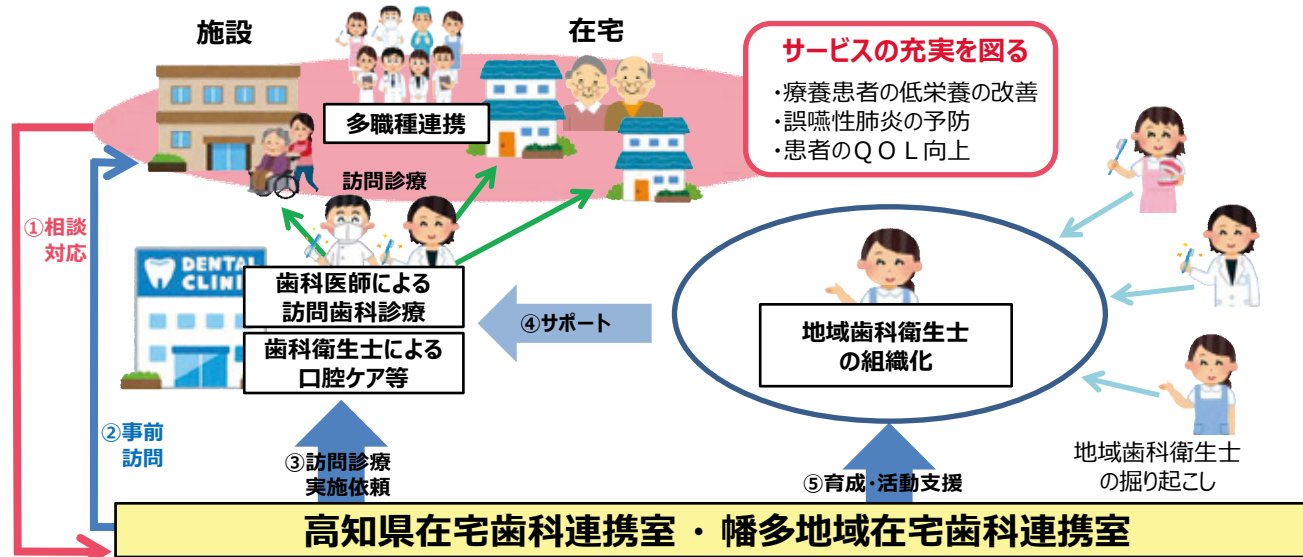 施設
在宅
サービスの充実を図る
・療養患者の低栄養の改善
・誤嚥性肺炎の予防
・患者のQOL向上
多職種連携
訪問診療
①相談
対応
DENTAL
CLINIC
歯科医師による
訪問歯科診療
歯科衛生士による
口腔ケア等
④サポート
地域歯科衛生士
の組織化
②事前
訪問
③訪問診療
実施依頼
⑤育成・活動支援
地域歯科衛生士
の掘り起こし
高知県在宅歯科連携室 ・ 幡多地域在宅歯科連携室